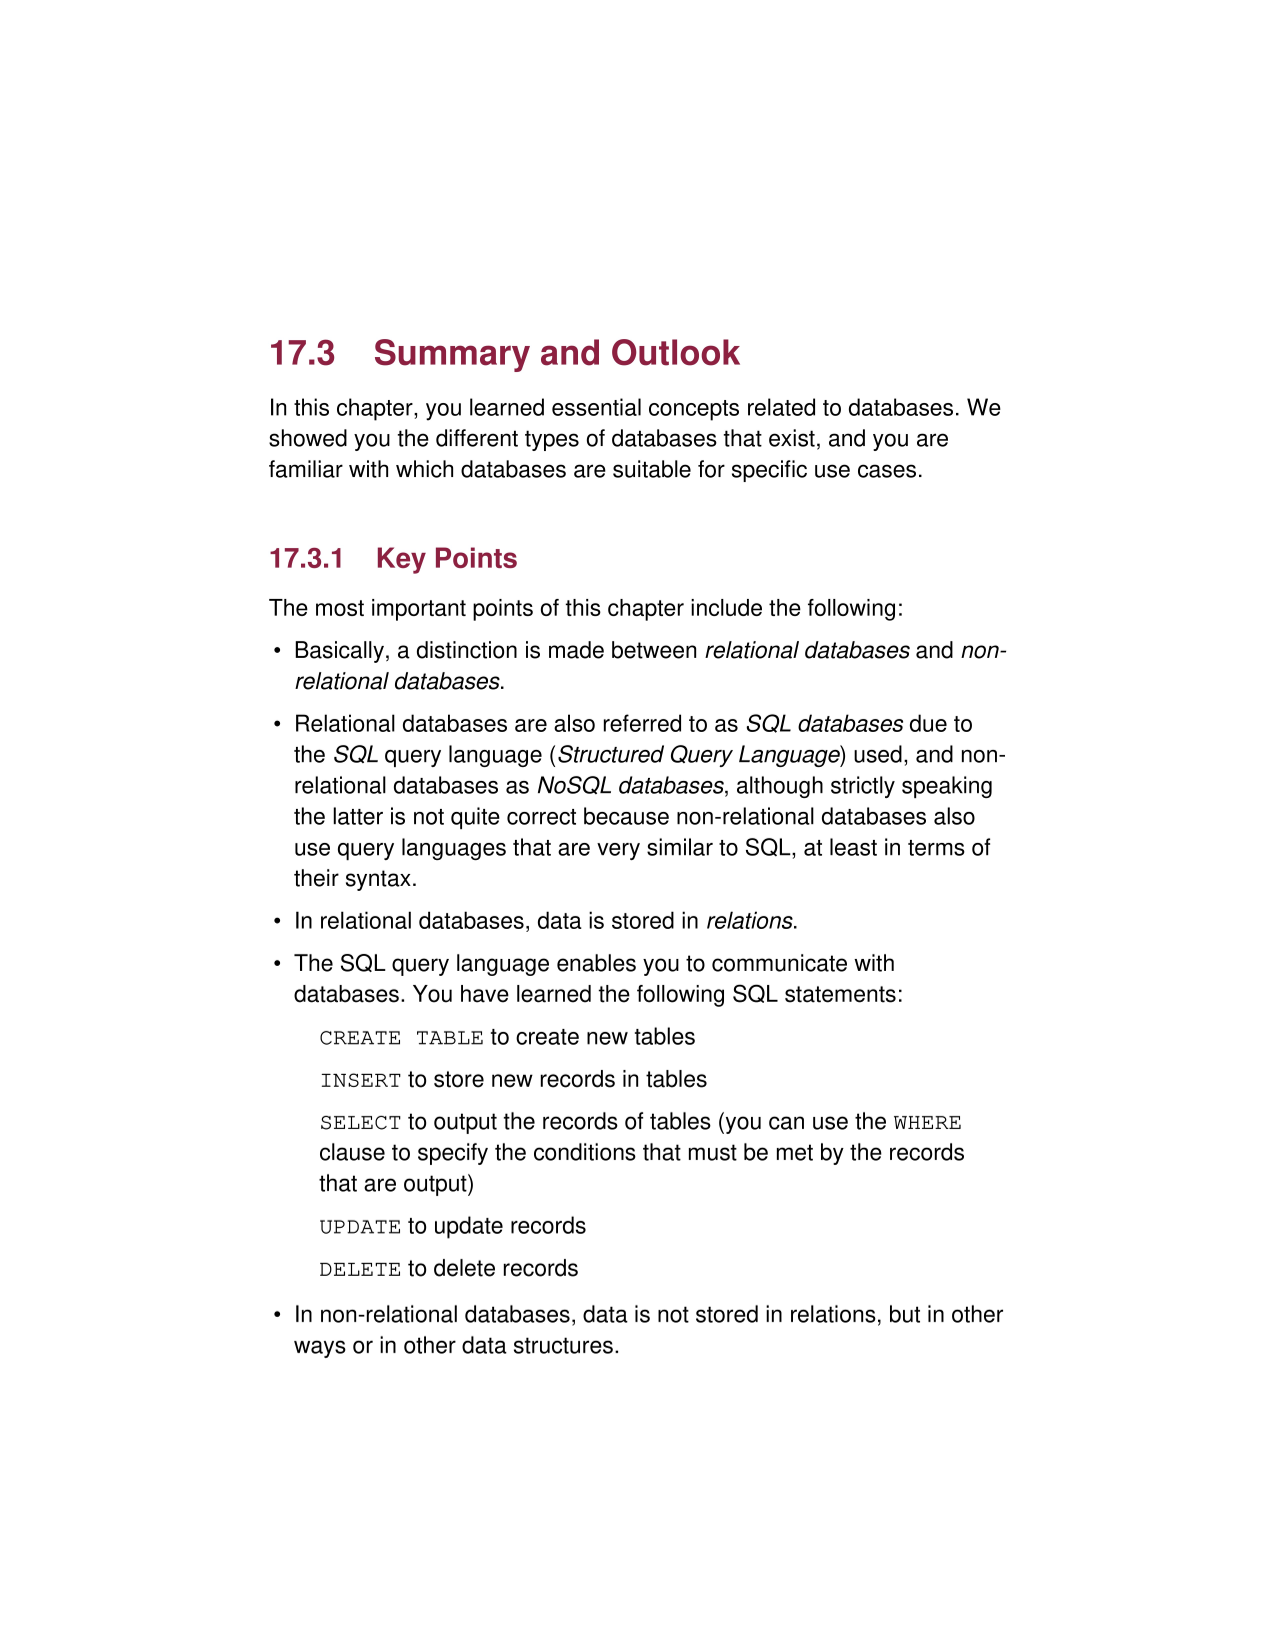 17.3 Summary and Outlook
In this chapter, you learned essential concepts related to databases. We
showed you the different types of databases that exist, and you are
familiar with which databases are suitable for specific use cases.
17.3.1 Key Points
The most important points of this chapter include the following:
• Basically, a distinction is made between relational databases and non-
relational databases.
• Relational databases are also referred to as SQL databases due to
the SQL query language (Structured Query Language) used, and non-
relational databases as NoSQL databases, although strictly speaking
the latter is not quite correct because non-relational databases also
use query languages that are very similar to SQL, at least in terms of
their syntax.
• In relational databases, data is stored in relations.
• The SQL query language enables you to communicate with
databases. You have learned the following SQL statements:
CREATE TABLE to create new tables
INSERT to store new records in tables
SELECT to output the records of tables (you can use the WHERE
clause to specify the conditions that must be met by the records
that are output)
UPDATE to update records
DELETE to delete records
• In non-relational databases, data is not stored in relations, but in other
ways or in other data structures.